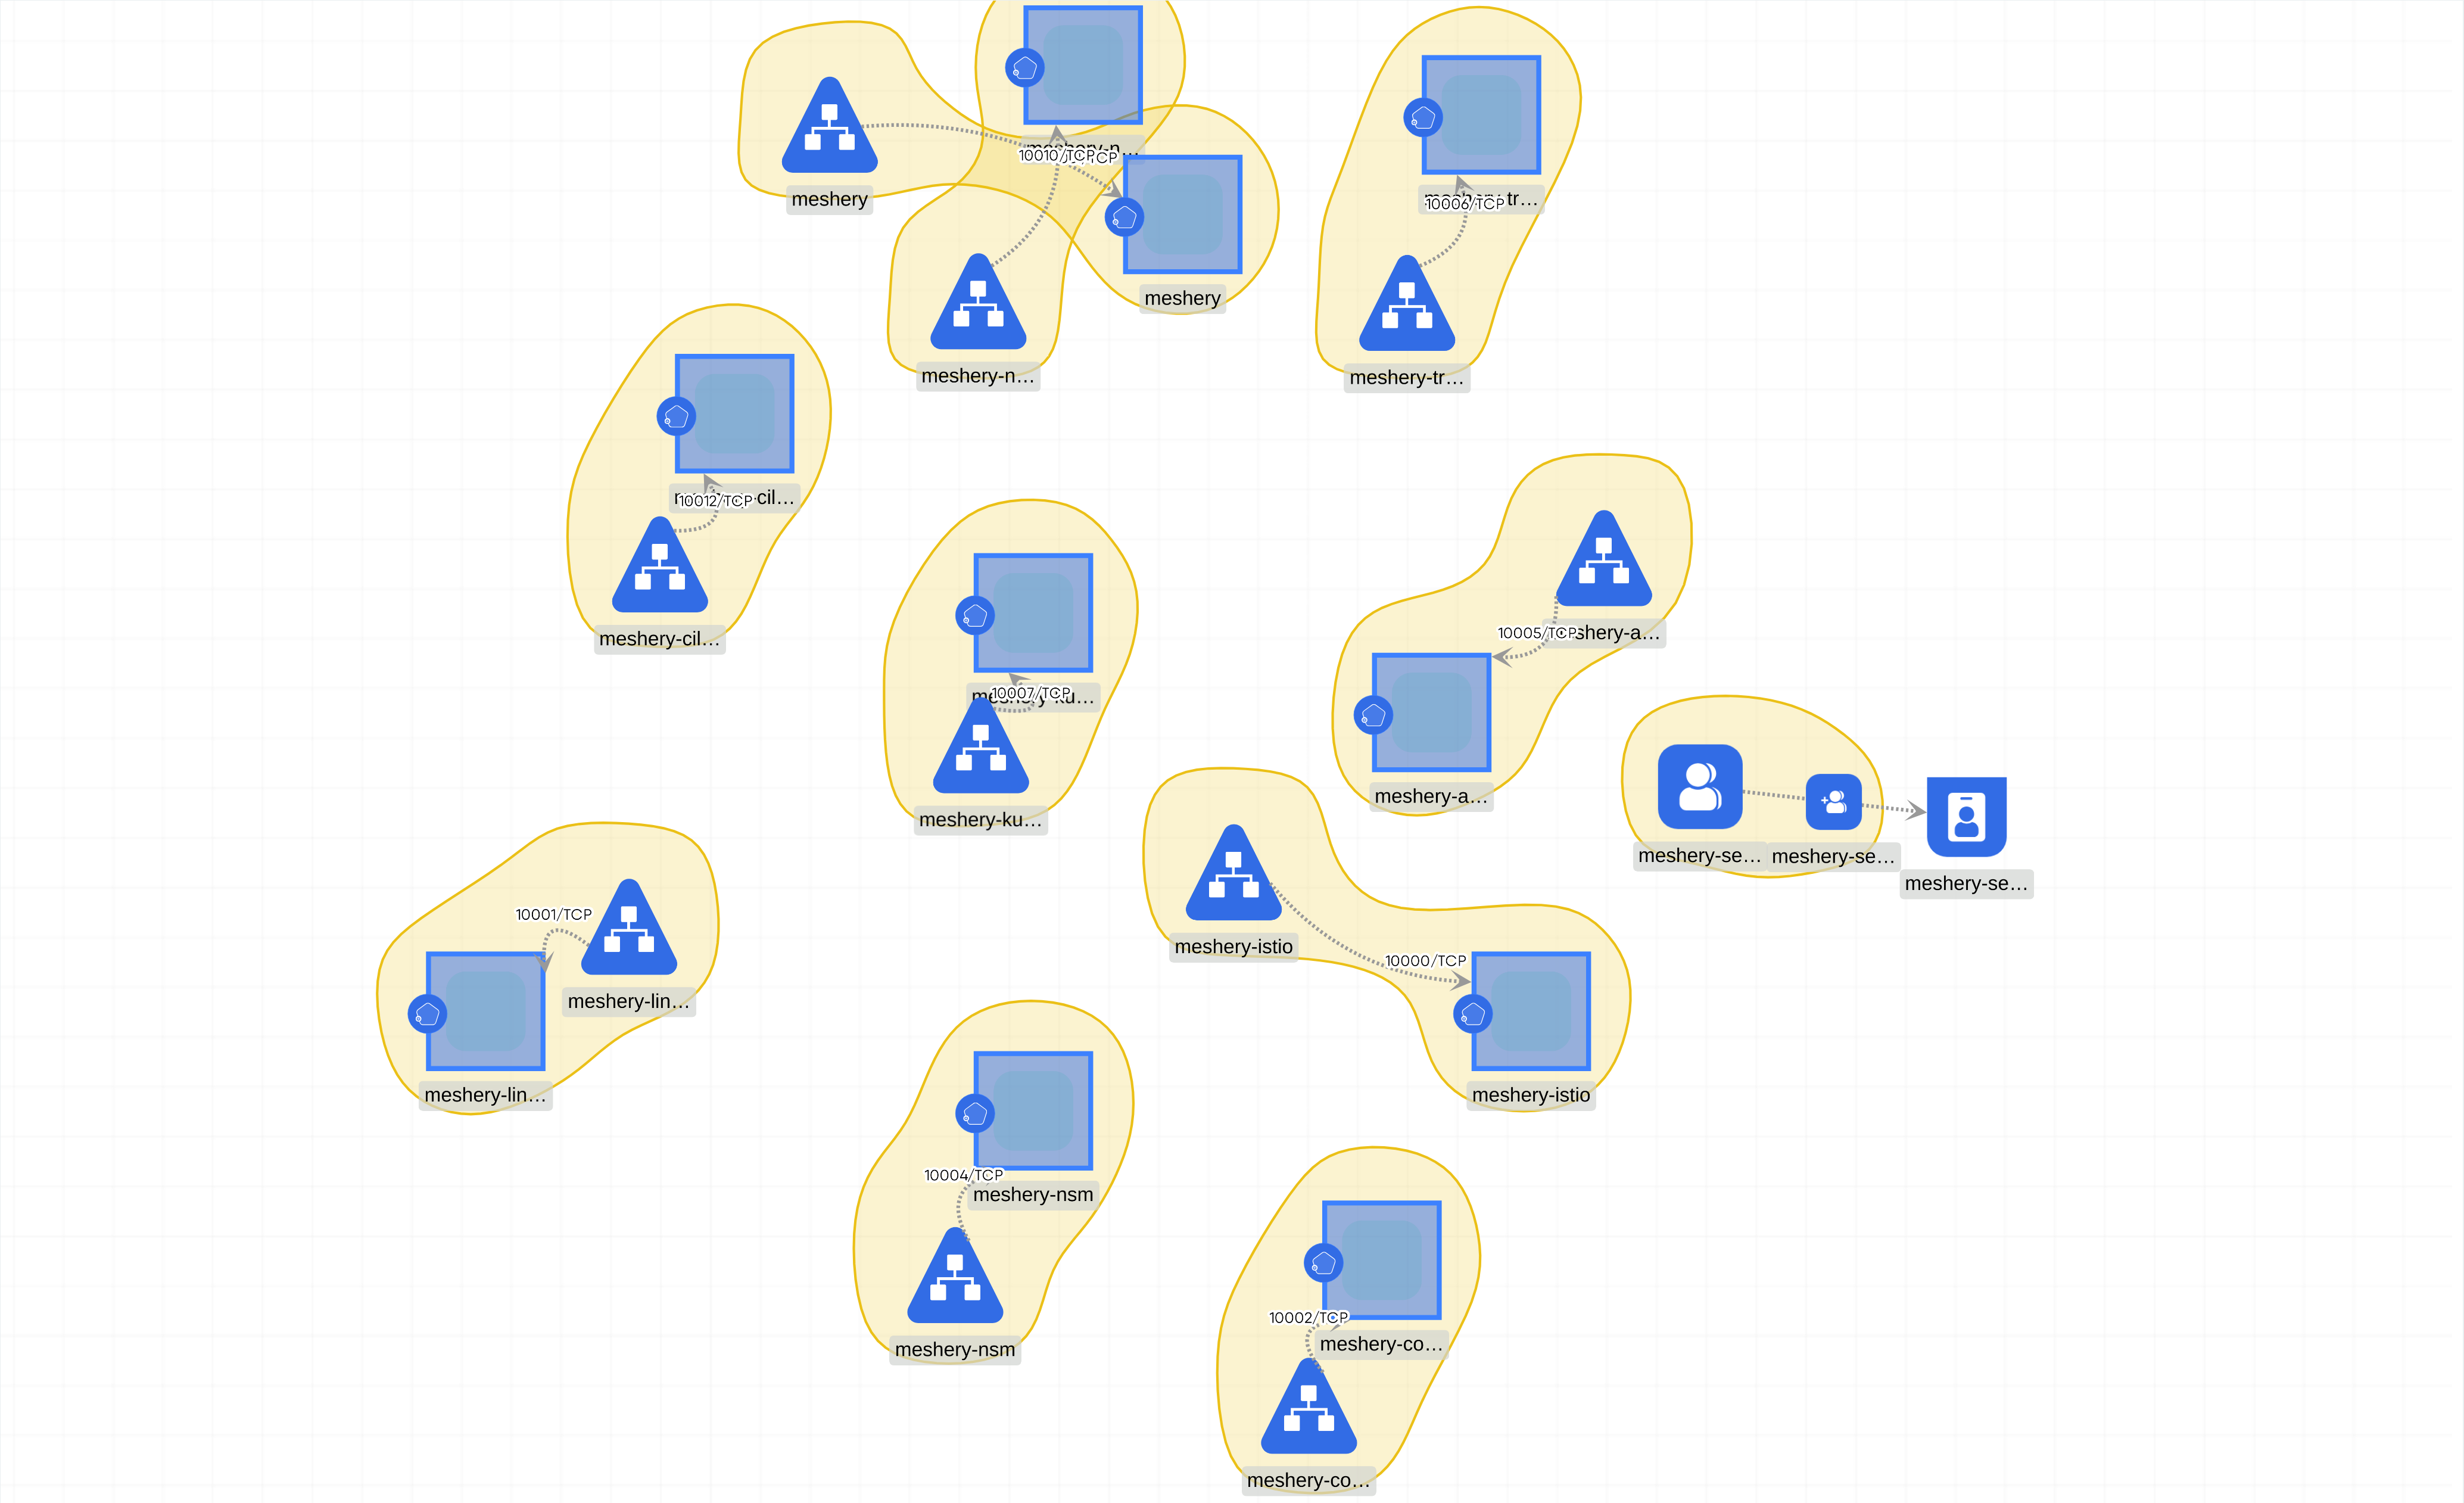 meshery-n…
10010/TCP
meshery
meshery
meshery-n…
10006/TCP
meshery-tr…
10012/TCP
meshery-cil…
10007/TCP
meshery-ku…
10005/TCP
meshery-a…
meshery-se…
meshery-se…
meshery-se…
10001/TCP
meshery-lin…
meshery-lin…
meshery-istio
10000/TCP
meshery-istio
10004/TCP
meshery-nsm
meshery-nsm
10002/TCP
meshery-co…
meshery-co…